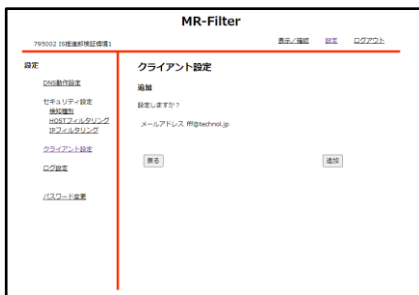 MR-Filter
795002 IS推進部検証環境1
表示／確認 設定 ログアウト
設定
DNS動作設定
セキュリティ設定
検知種別
HOSTフィルタリング
IPフィルタリング
クライアント設定
ログ設定
パスワード変更
クライアント設定
追加
設定しますか？
メールアドレス fff@technol.jp
戻る 追加